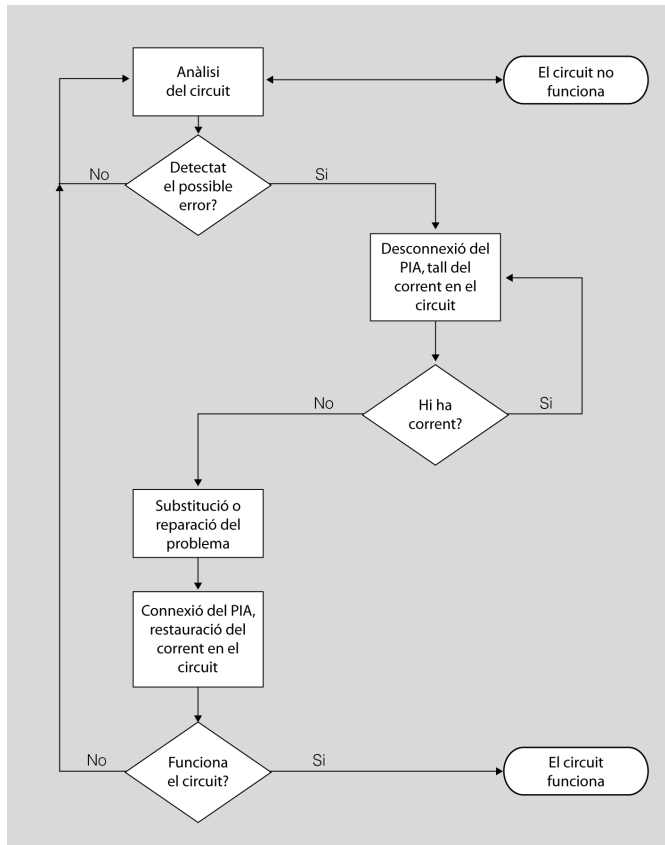 Anàlisi
del circuit
El circuit no
funciona
No
Detectat
el possible
error?
Si
Desconnexió del
PIA, tall del
corrent en el
circuit
No
Hi ha
corrent?
Si
Substitució o
reparació del
problema
Connexió del PIA,
restauració del
corrent en el
circuit
No
Funciona
el circuit?
Si
El circuit
funciona